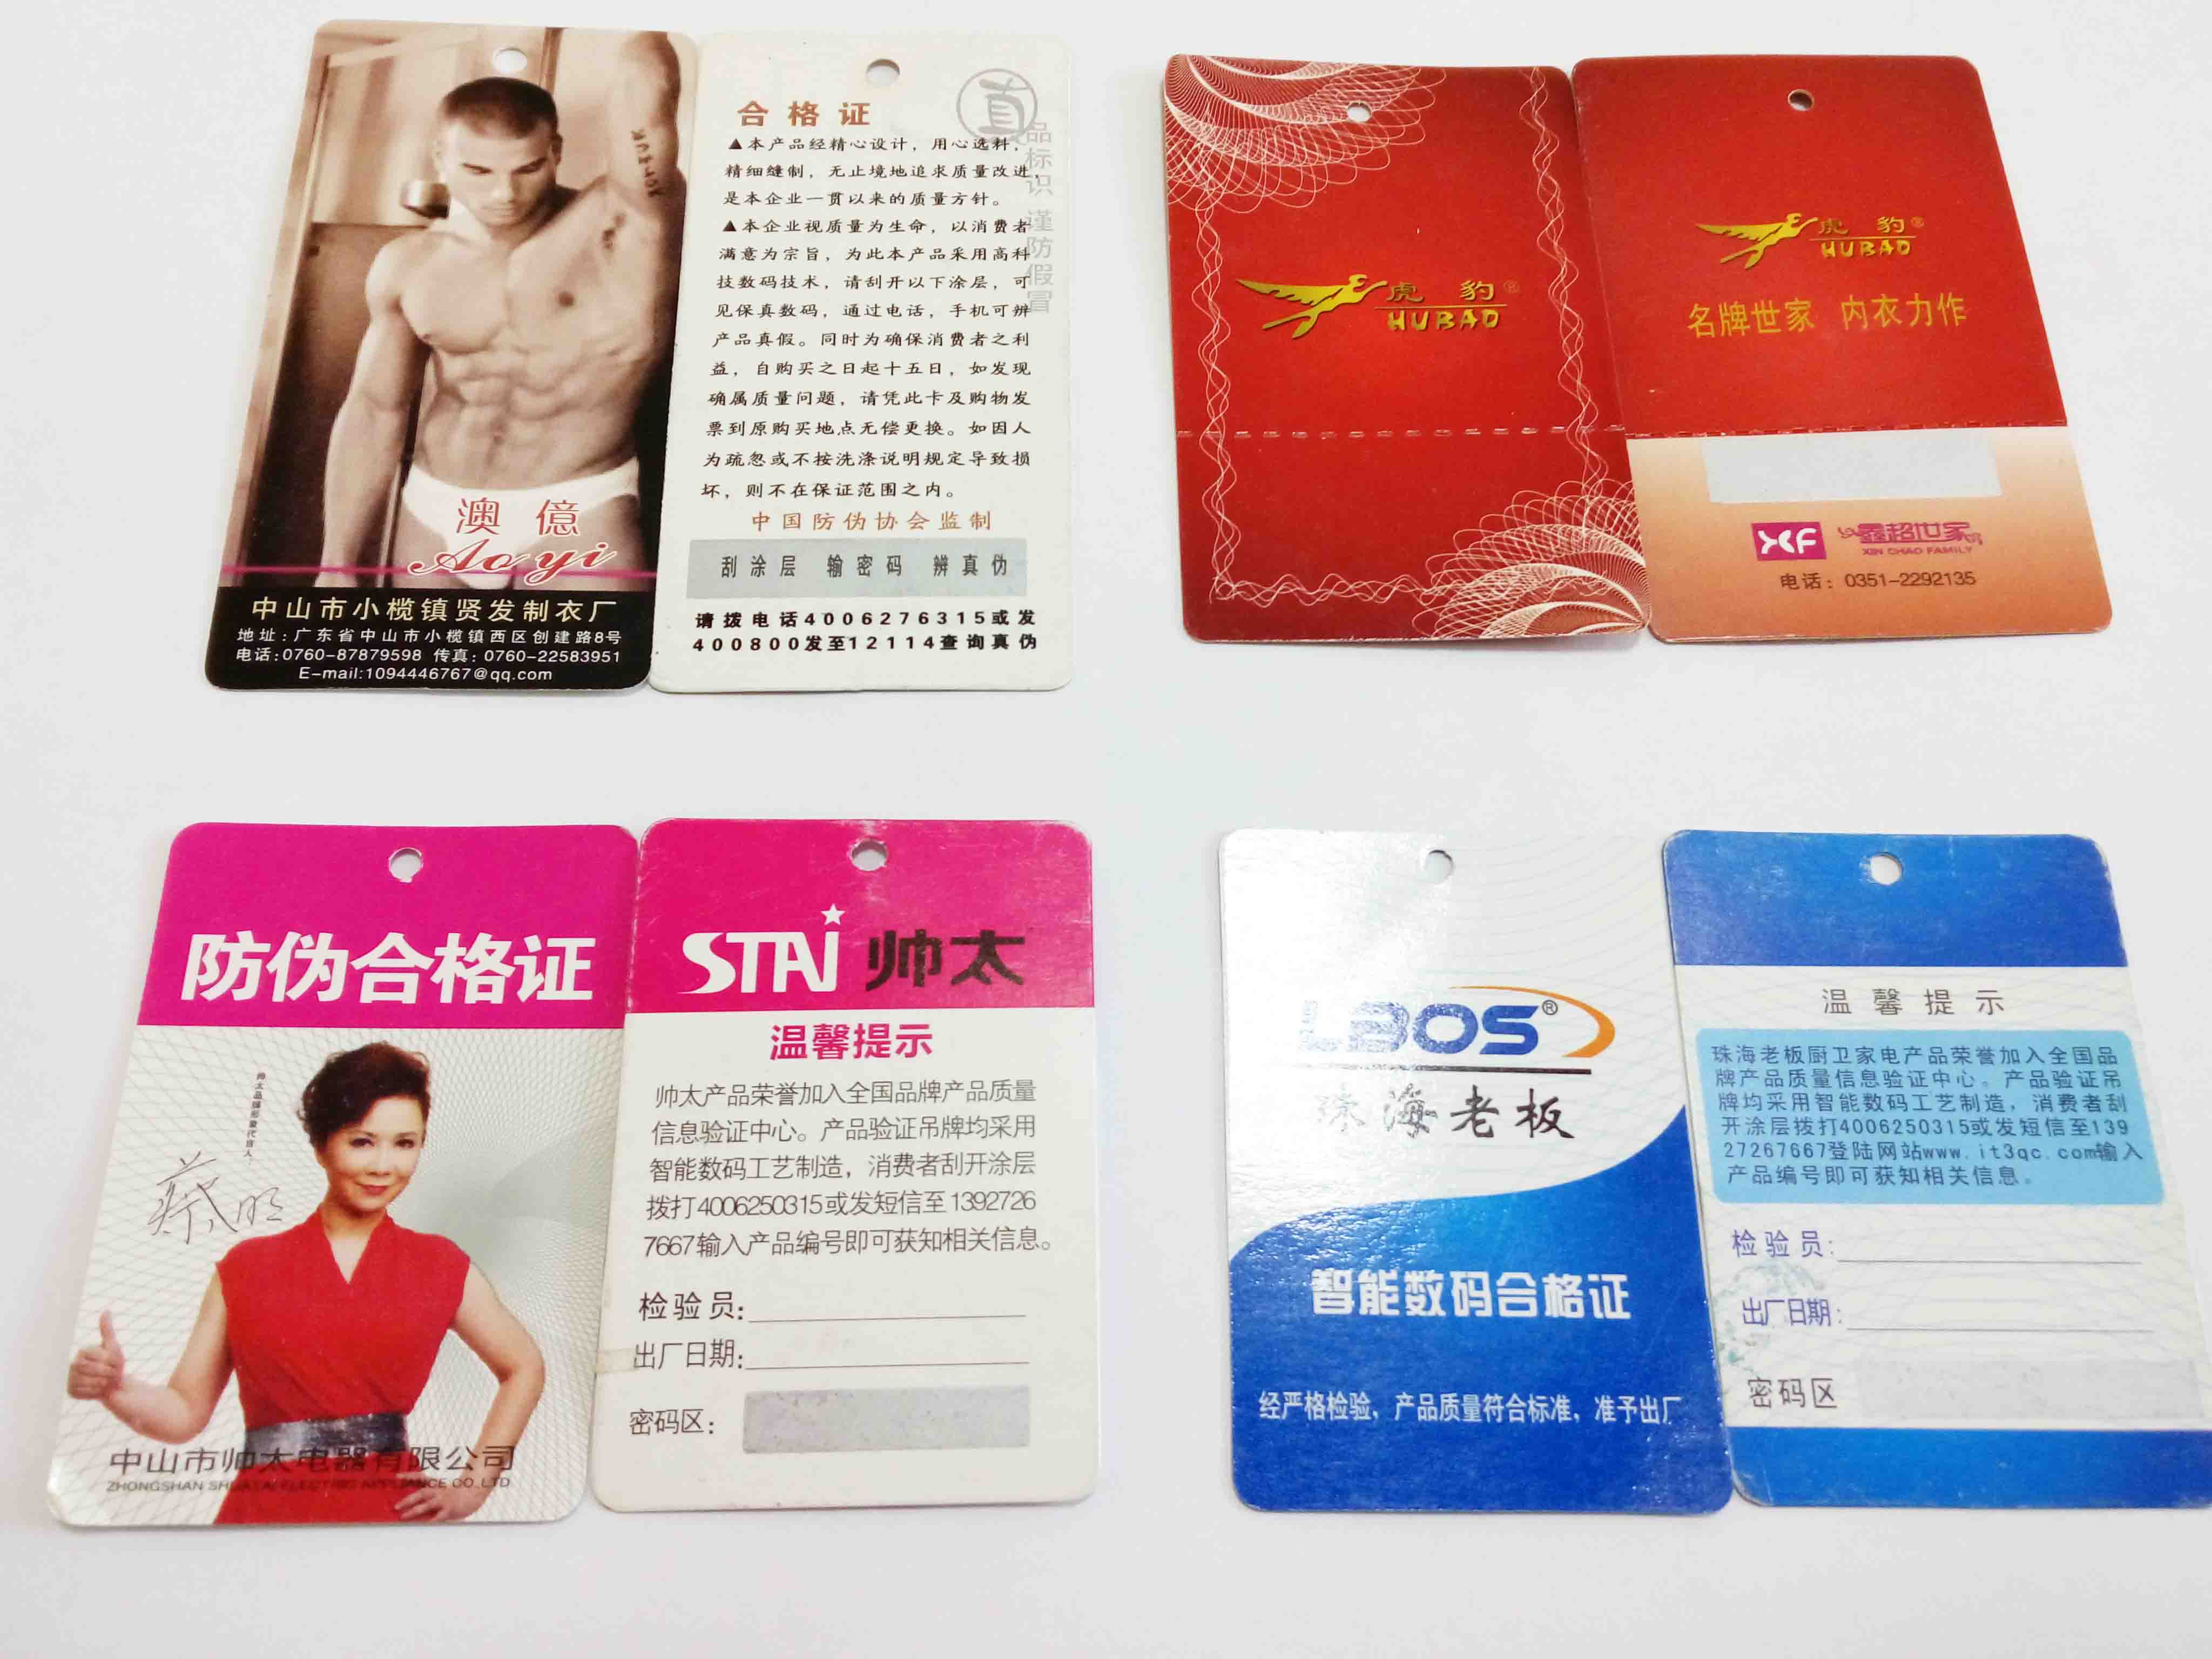 澳億
Aoyi
中山市小榄镇贤发制衣厂
地址:广东省中山市小榄镇西区创建路8号
电话:0760-87879598 传真:0760-22583951
E-mail:1094446767@qq.com
合格证
▲本产品经精心设计，用心选料，
精细缝制，无止境地追求质量改进，
是本企业一贯以来的质量方针。
▲本企业视质量为生命，以消费者
满意为宗旨，为此本产品采用高科
技数码技术，请刮开以下涂层，可
见保真数码，通过电话，手机可辨
产品真假。同时为确保消费者之利
益，自购买之日起十五日，如发现
确属质量问题，请凭此卡及购物发
票到原购买地点无偿更换。如因人
为疏忽或不按洗涤说明规定导致损
坏，则不在保证范围之内。
中国防伪协会监制
刮涂层 输密码 辨真伪
请拨电话4006276315或发
400800发至12114查询真伪
品标识 谨防假冒
虎豹®
HUBAO
虎豹®
HUBAO
名牌世家 内衣力作
XF
鑫超世家
XIN CHAO FAMILY
电话：0351-2292135
防伪合格证
帅太品牌形象代言人：
蔡明
中山市帅太电器有限公司
ZHONGSHAN SHUAITAI ELECTRIC APPLIANCE CO.,LTD
STAI 帅太
温馨提示
帅太产品荣誉加入全国品牌产品质量
信息验证中心。产品验证吊牌均采用
智能数码工艺制造，消费者刮开涂层
拨打4006250315或发短信至1392726
7667输入产品编号即可获知相关信息。
检验员:
出厂日期:
密码区:
LBOS®
珠海老板
智能数码合格证
经严格检验，产品质量符合标准，准予出厂
温馨提示
珠海老板厨卫家电产品荣誉加入全国品
牌产品质量信息验证中心。产品验证吊
牌均采用智能数码工艺制造，消费者刮
开涂层拨打4006250315或发短信至139
27267667登陆网站www.it3qc.com输入
产品编号即可获知相关信息。
检验员:
出厂日期:
密码区